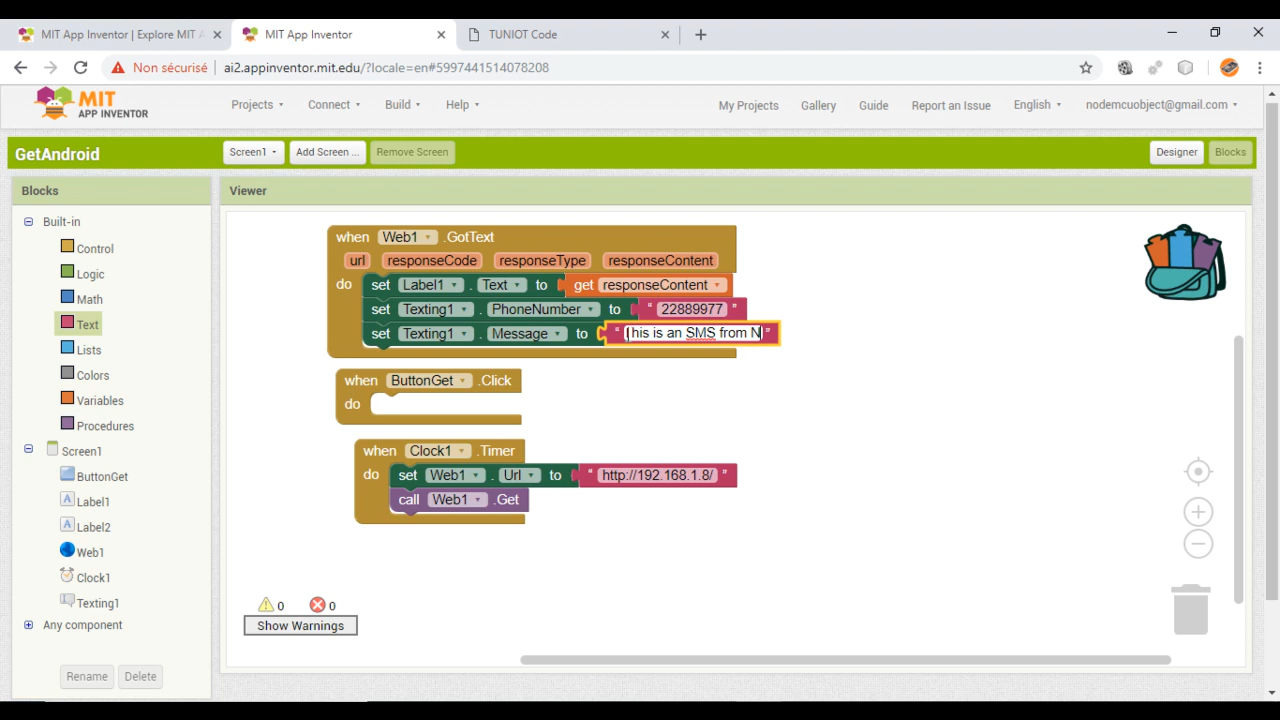 MIT App Inventor | Explore MIT A
MIT App Inventor
TUNIOT Code
Non sécurisé
ai2.appinventor.mit.edu/?locale=en#5997441514078208
MIT
APP INVENTOR
Projects
Connect
Build
Help
My Projects
Gallery
Guide
Report an Issue
English
nodemcuobject@gmail.com
GetAndroid
Screen1
Add Screen ...
Remove Screen
Designer
Blocks
Blocks
Viewer
Built-in
Control
Logic
Math
Text
Lists
Colors
Variables
Procedures
Screen1
ButtonGet
Label1
Label2
Web1
Clock1
Texting1
Any component
Rename
Delete
when Web1 .GotText
url responseCode responseType responseContent
do set Label1 . Text to get responseContent
set Texting1 . PhoneNumber to “ 22889977 ”
set Texting1 . Message to “ This is an SMS from N ”
when ButtonGet .Click
do
when Clock1 .Timer
do set Web1 . Url to “ http://192.168.1.8/ ”
call Web1 .Get
0 0
Show Warnings